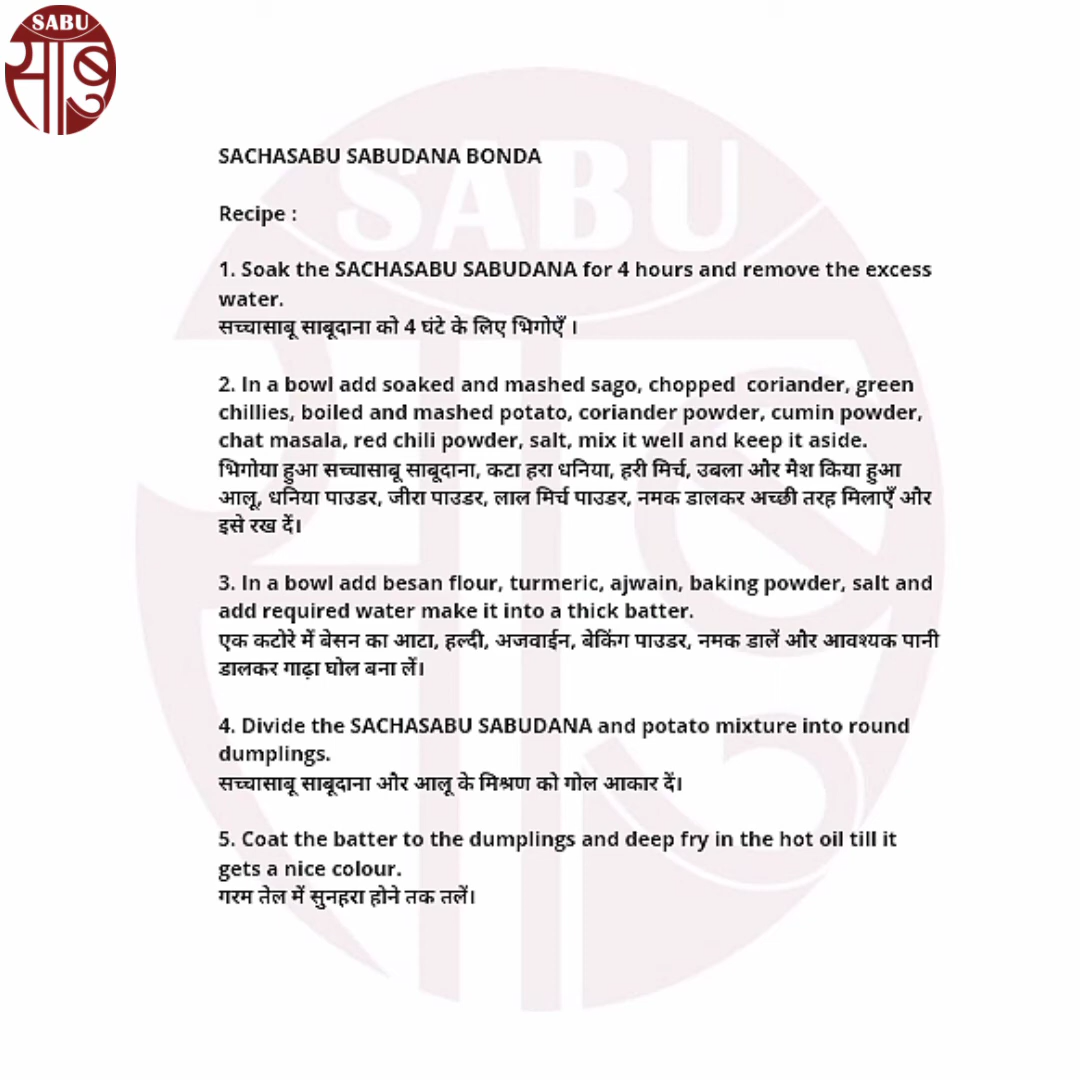 SABU
साबु
SABU
SACHASABU SABUDANA BONDA
Recipe :
1. Soak the SACHASABU SABUDANA for 4 hours and remove the excess
water.
सच्चासाबू साबूदाना को 4 घंटे के लिए भिगोएँ ।
2. In a bowl add soaked and mashed sago, chopped  coriander, green
chillies, boiled and mashed potato, coriander powder, cumin powder,
chat masala, red chili powder, salt, mix it well and keep it aside.
भिगोया हुआ सच्चासाबू साबूदाना, कटा हरा धनिया, हरी मिर्च, उबला और मैश किया हुआ
आलू, धनिया पाउडर, जीरा पाउडर, लाल मिर्च पाउडर, नमक डालकर अच्छी तरह मिलाएँ और
इसे रख दें।
3. In a bowl add besan flour, turmeric, ajwain, baking powder, salt and
add required water make it into a thick batter.
एक कटोरे में बेसन का आटा, हल्दी, अजवाईन, बेकिंग पाउडर, नमक डालें और आवश्यक पानी
डालकर गाढ़ा घोल बना लें।
4. Divide the SACHASABU SABUDANA and potato mixture into round
dumplings.
सच्चासाबू साबूदाना और आलू के मिश्रण को गोल आकार दें।
5. Coat the batter to the dumplings and deep fry in the hot oil till it
gets a nice colour.
गरम तेल में सुनहरा होने तक तलें।
साबु